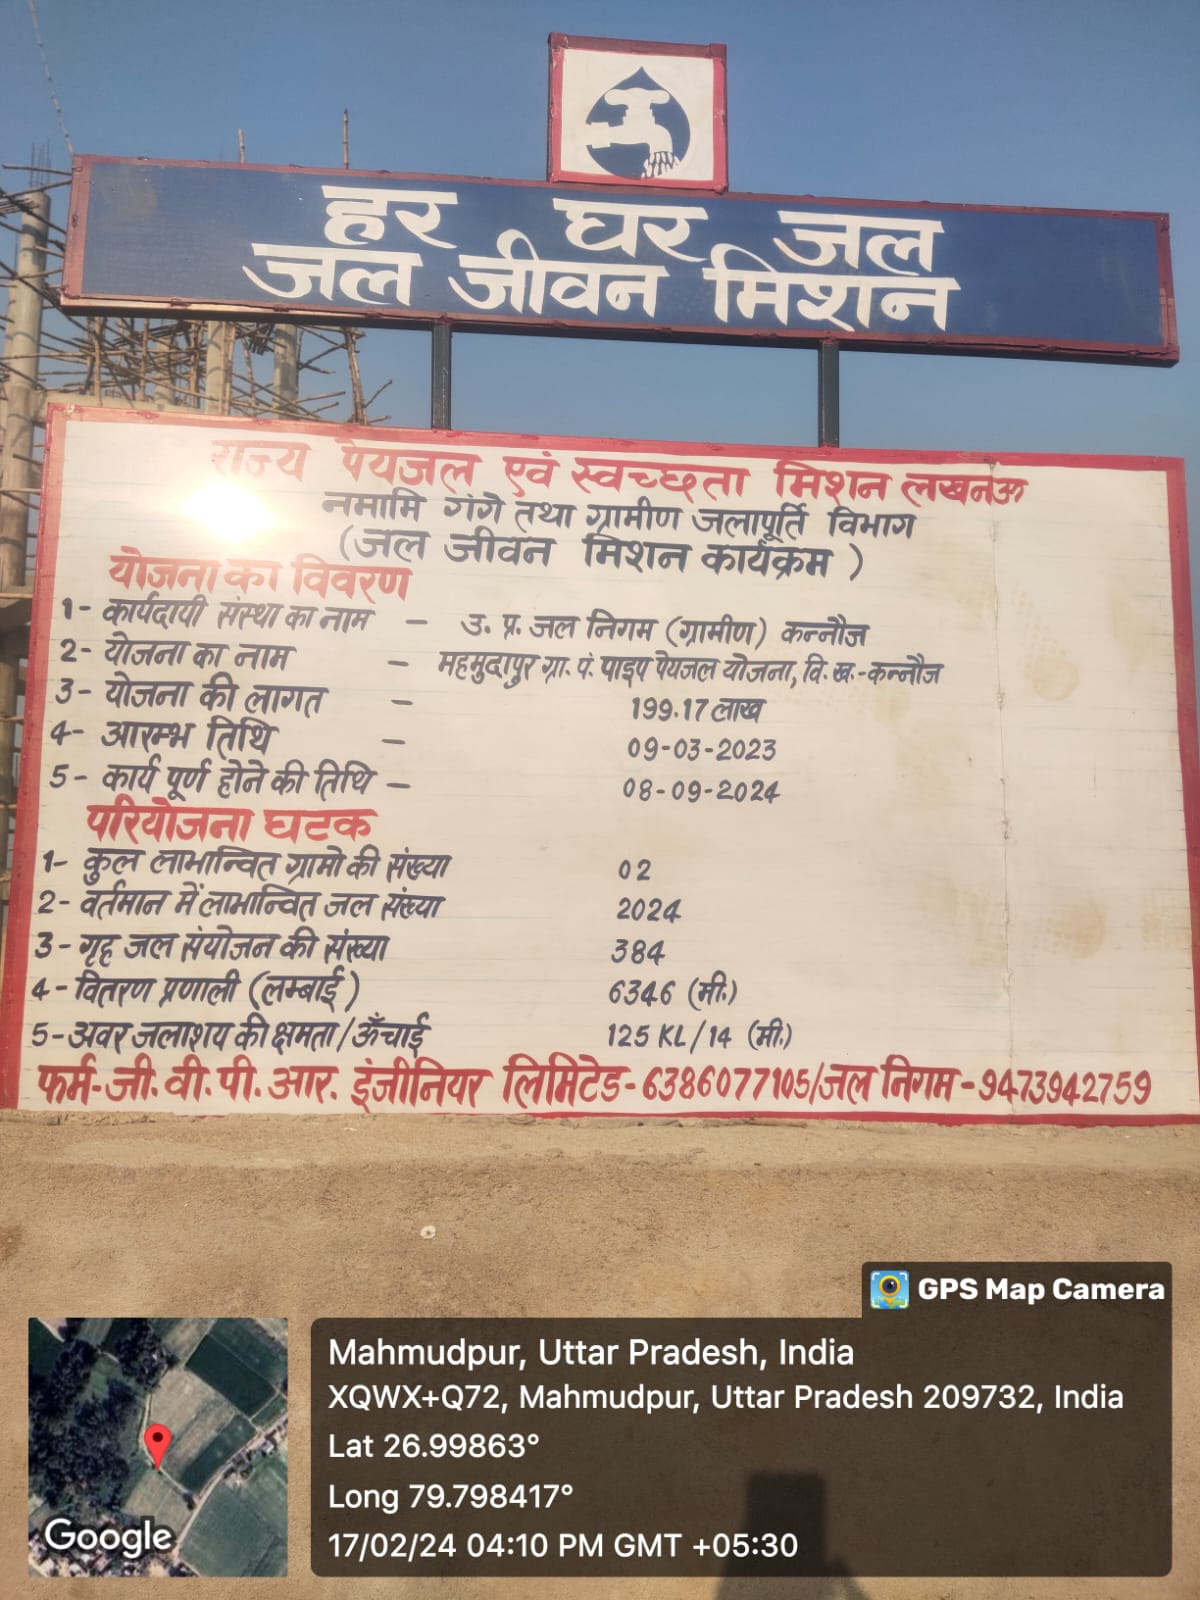 हर घर जल
जल जीवन मिशन
राज्य पेयजल एवं स्वच्छता मिशन लखनऊ
नमामि गंगे तथा ग्रामीण जलापूर्ति विभाग
(जल जीवन मिशन कार्यक्रम )
योजना का विवरण
1- कार्यदायी संस्था का नाम - उ. प्र. जल निगम (ग्रामीण) कन्नौज
2- योजना का नाम - महमुदापुर ग्रा. पं. पाइप पेयजल योजना, वि. ख.-कन्नौज
3- योजना की लागत - 199.17 लाख
4- आरम्भ तिथि - 09-03-2023
5- कार्य पूर्ण होने की तिथि - 08-09-2024
परियोजना घटक
1- कुल लाभान्वित ग्रामो की संख्या 02
2- वर्तमान में लाभान्वित जल संख्या 2024
3- गृह जल संयोजन की संख्या 384
4- वितरण प्रणाली (लम्बाई) 6346 (मी.)
5- अवर जलाशय की क्षमता/ऊँचाई 125 KL/14 (मी.)
फर्म-जी. वी. पी. आर. इंजीनियर लिमिटेड-6386077105/जल निगम-9473942759
GPS Map Camera
Mahmudpur, Uttar Pradesh, India
XQWX+Q72, Mahmudpur, Uttar Pradesh 209732, India
Lat 26.99863°
Long 79.798417°
17/02/24 04:10 PM GMT +05:30
Google